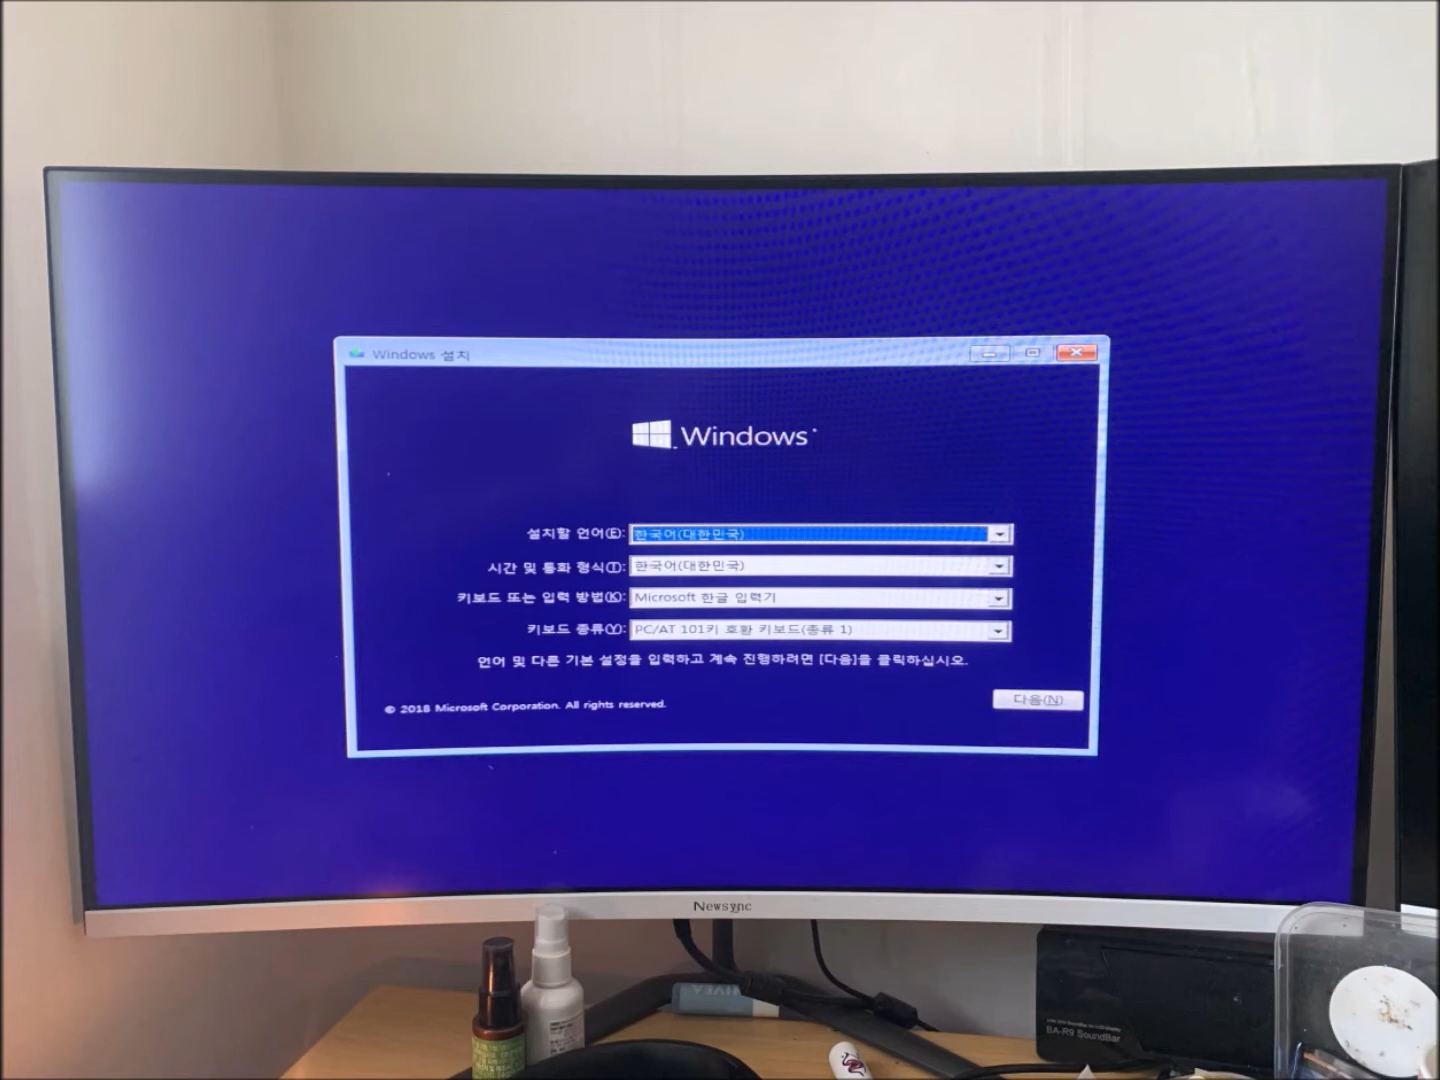 Windows 설치
Windows
설치할 언어(E): 한국어(대한민국)
시간 및 통화 형식(T): 한국어(대한민국)
키보드 또는 입력 방법(K): Microsoft 한글 입력기
키보드 종류(Y): PC/AT 101키 호환 키보드(종류 1)
언어 및 다른 기본 설정을 입력하고 계속 진행하려면 [다음]을 클릭하십시오.
다음(N)
© 2018 Microsoft Corporation. All rights reserved.
Newsync
NIVEA
BA-R9 SoundBar